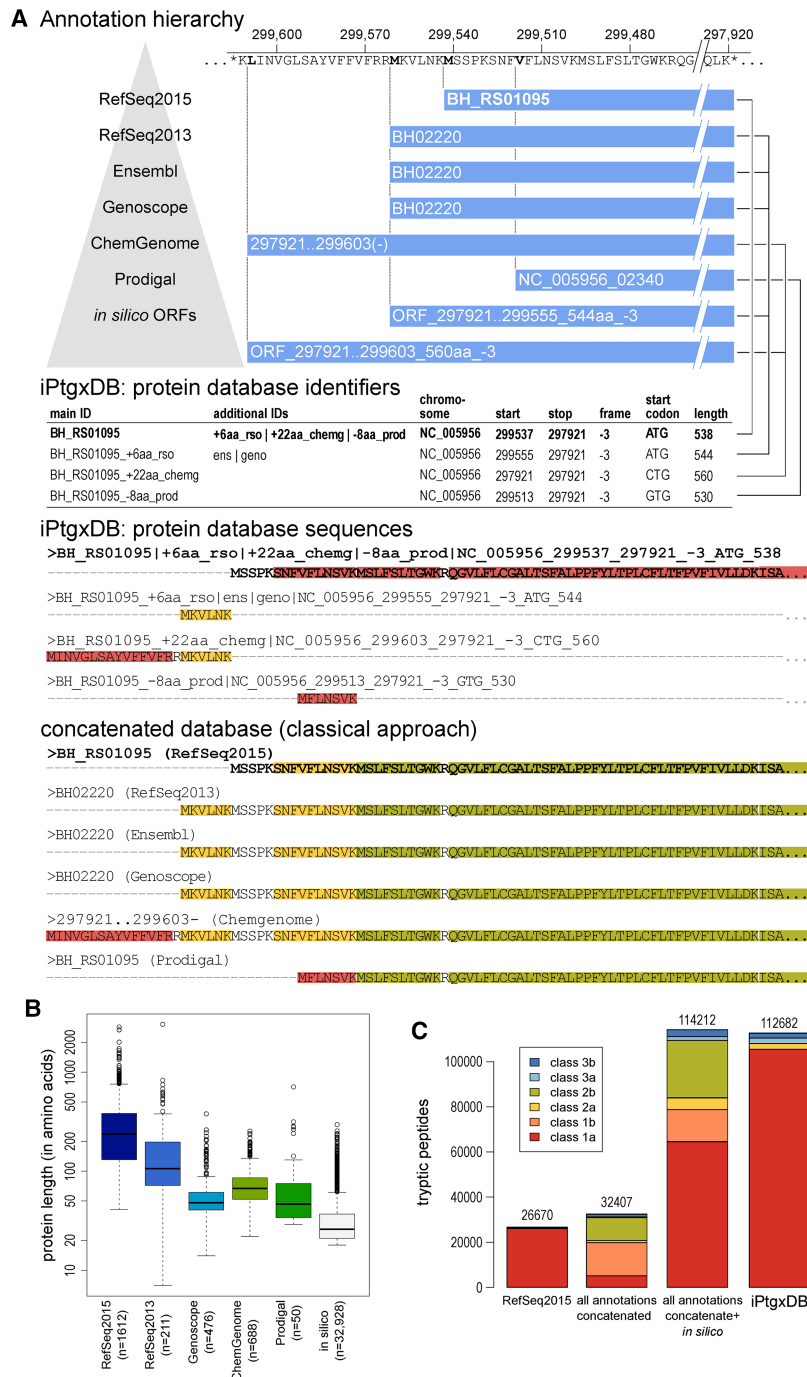 A Annotation hierarchy
299,600 299,570 299,540 299,510 299,480 297,920
...*KLINVGLSAYVFFVFRRMKVLNKMSSPKSNFVFLNSVKMSLFSLTGWKRQG QLK*...
RefSeq2015 BH_RS01095
RefSeq2013 BH02220
Ensembl BH02220
Genoscope BH02220
ChemGenome 297921..299603(-)
Prodigal NC_005956_02340
in silico ORFs ORF_297921..299555_544aa_-3
ORF_297921..299603_560aa_-3
iPtgxDB: protein database identifiers
main ID additional IDs chromo-some start stop frame start codon length
BH_RS01095 +6aa_rso | +22aa_chemg | -8aa_prod NC_005956 299537 297921 -3 ATG 538
BH_RS01095_+6aa_rso ens | geno NC_005956 299555 297921 -3 ATG 544
BH_RS01095_+22aa_chemg NC_005956 297921 297921 -3 CTG 560
BH_RS01095_-8aa_prod NC_005956 299513 297921 -3 GTG 530
iPtgxDB: protein database sequences
>BH_RS01095|+6aa_rso|+22aa_chemg|-8aa_prod|NC_005956_299537_297921_-3_ATG_538
MSSPKSNFVFLNSVKMSLFSLTGWKRQGVLFLCGALTSFALPPFYLTPLCFLTFPVFIVLLDKISA...
>BH_RS01095_+6aa_rso|ens|geno|NC_005956_299555_297921_-3_ATG_544
MKVLNK ...
>BH_RS01095_+22aa_chemg|NC_005956_299603_297921_-3_CTG_560
MINVGLSAYVFFVFRRMKVLNK ...
>BH_RS01095_-8aa_prod|NC_005956_299513_297921_-3_GTG_530
MFLNSVK ...
concatenated database (classical approach)
>BH_RS01095 (RefSeq2015)
MSSPKSNFVFLNSVKMSLFSLTGWKRQGVLFLCGALTSFALPPFYLTPLCFLTFPVFIVLLDKISA...
>BH02220 (RefSeq2013)
MKVLNKMSSPKSNFVFLNSVKMSLFSLTGWKRQGVLFLCGALTSFALPPFYLTPLCFLTFPVFIVLLDKISA...
>BH02220 (Ensembl)
MKVLNKMSSPKSNFVFLNSVKMSLFSLTGWKRQGVLFLCGALTSFALPPFYLTPLCFLTFPVFIVLLDKISA...
>BH02220 (Genoscope)
MKVLNKMSSPKSNFVFLNSVKMSLFSLTGWKRQGVLFLCGALTSFALPPFYLTPLCFLTFPVFIVLLDKISA...
>297921..299603- (Chemgenome)
MINVGLSAYVFFVFRRMKVLNKMSSPKSNFVFLNSVKMSLFSLTGWKRQGVLFLCGALTSFALPPFYLTPLCFLTFPVFIVLLDKISA...
>BH_RS01095 (Prodigal)
MFLNSVKMSLFSLTGWKRQGVLFLCGALTSFALPPFYLTPLCFLTFPVFIVLLDKISA...
B
protein length (in amino acids)
2000
1000
500
200
100
50
20
10
RefSeq2015 (n=1612)
RefSeq2013 (n=211)
Genoscope (n=476)
ChemGenome (n=688)
Prodigal (n=50)
in silico (n=32,928)
C
tryptic peptides
100000
80000
60000
40000
20000
0
class 3b
class 3a
class 2b
class 2a
class 1b
class 1a
26670 32407 114212 112682
RefSeq2015
all annotations concatenated
all annotations concatenate+ in silico
iPtgxDB